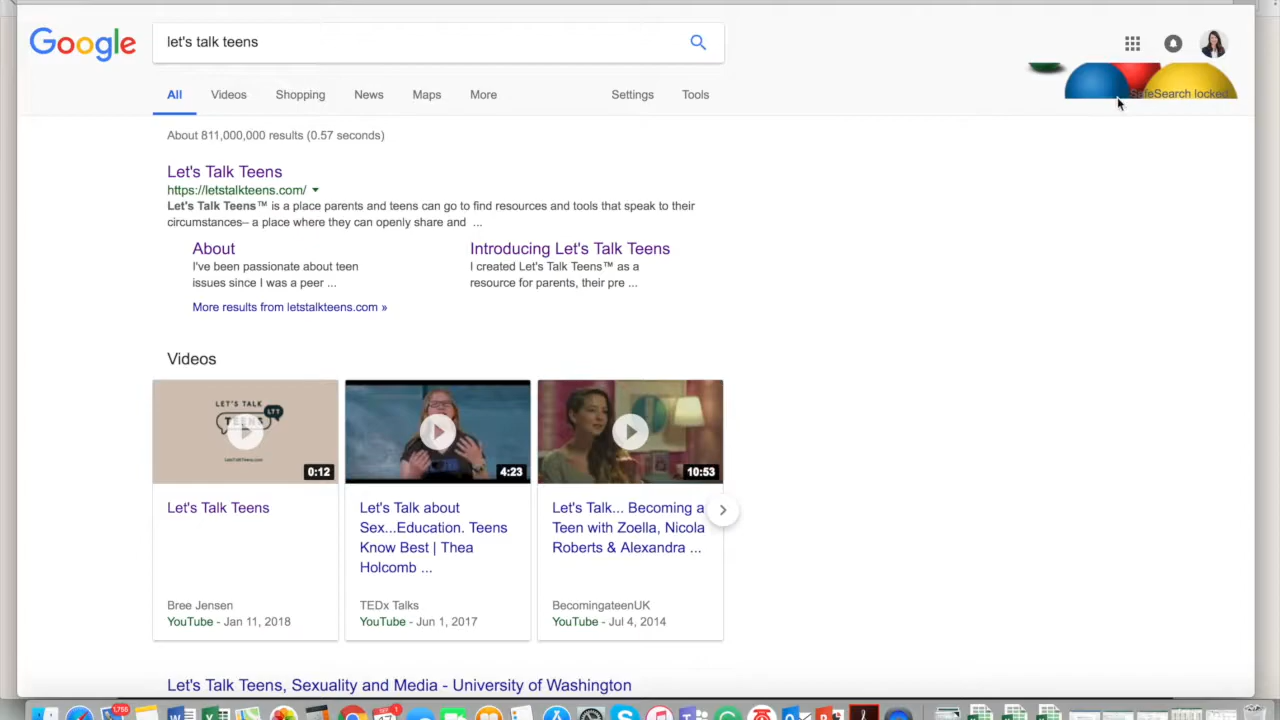 Google
let's talk teens
All Videos Shopping News Maps More Settings Tools
SafeSearch locked
About 811,000,000 results (0.57 seconds)
Let's Talk Teens
https://letstalkteens.com/
Let's Talk Teens™ is a place parents and teens can go to find resources and tools that speak to their
circumstances– a place where they can openly share and ...
About
I've been passionate about teen
issues since I was a peer ...
Introducing Let's Talk Teens
I created Let's Talk Teens™ as a
resource for parents, their pre ...
More results from letstalkteens.com »
Videos
LET'S TALK
TEENS
LTT
LetsTalkTeens.com
0:12
4:23
10:53
Let's Talk Teens
Bree Jensen
YouTube - Jan 11, 2018
Let's Talk about
Sex...Education. Teens
Know Best | Thea
Holcomb ...
TEDx Talks
YouTube - Jun 1, 2017
Let's Talk... Becoming a
Teen with Zoella, Nicola
Roberts & Alexandra ...
BecomingateenUK
YouTube - Jul 4, 2014
Let's Talk Teens, Sexuality and Media - University of Washington